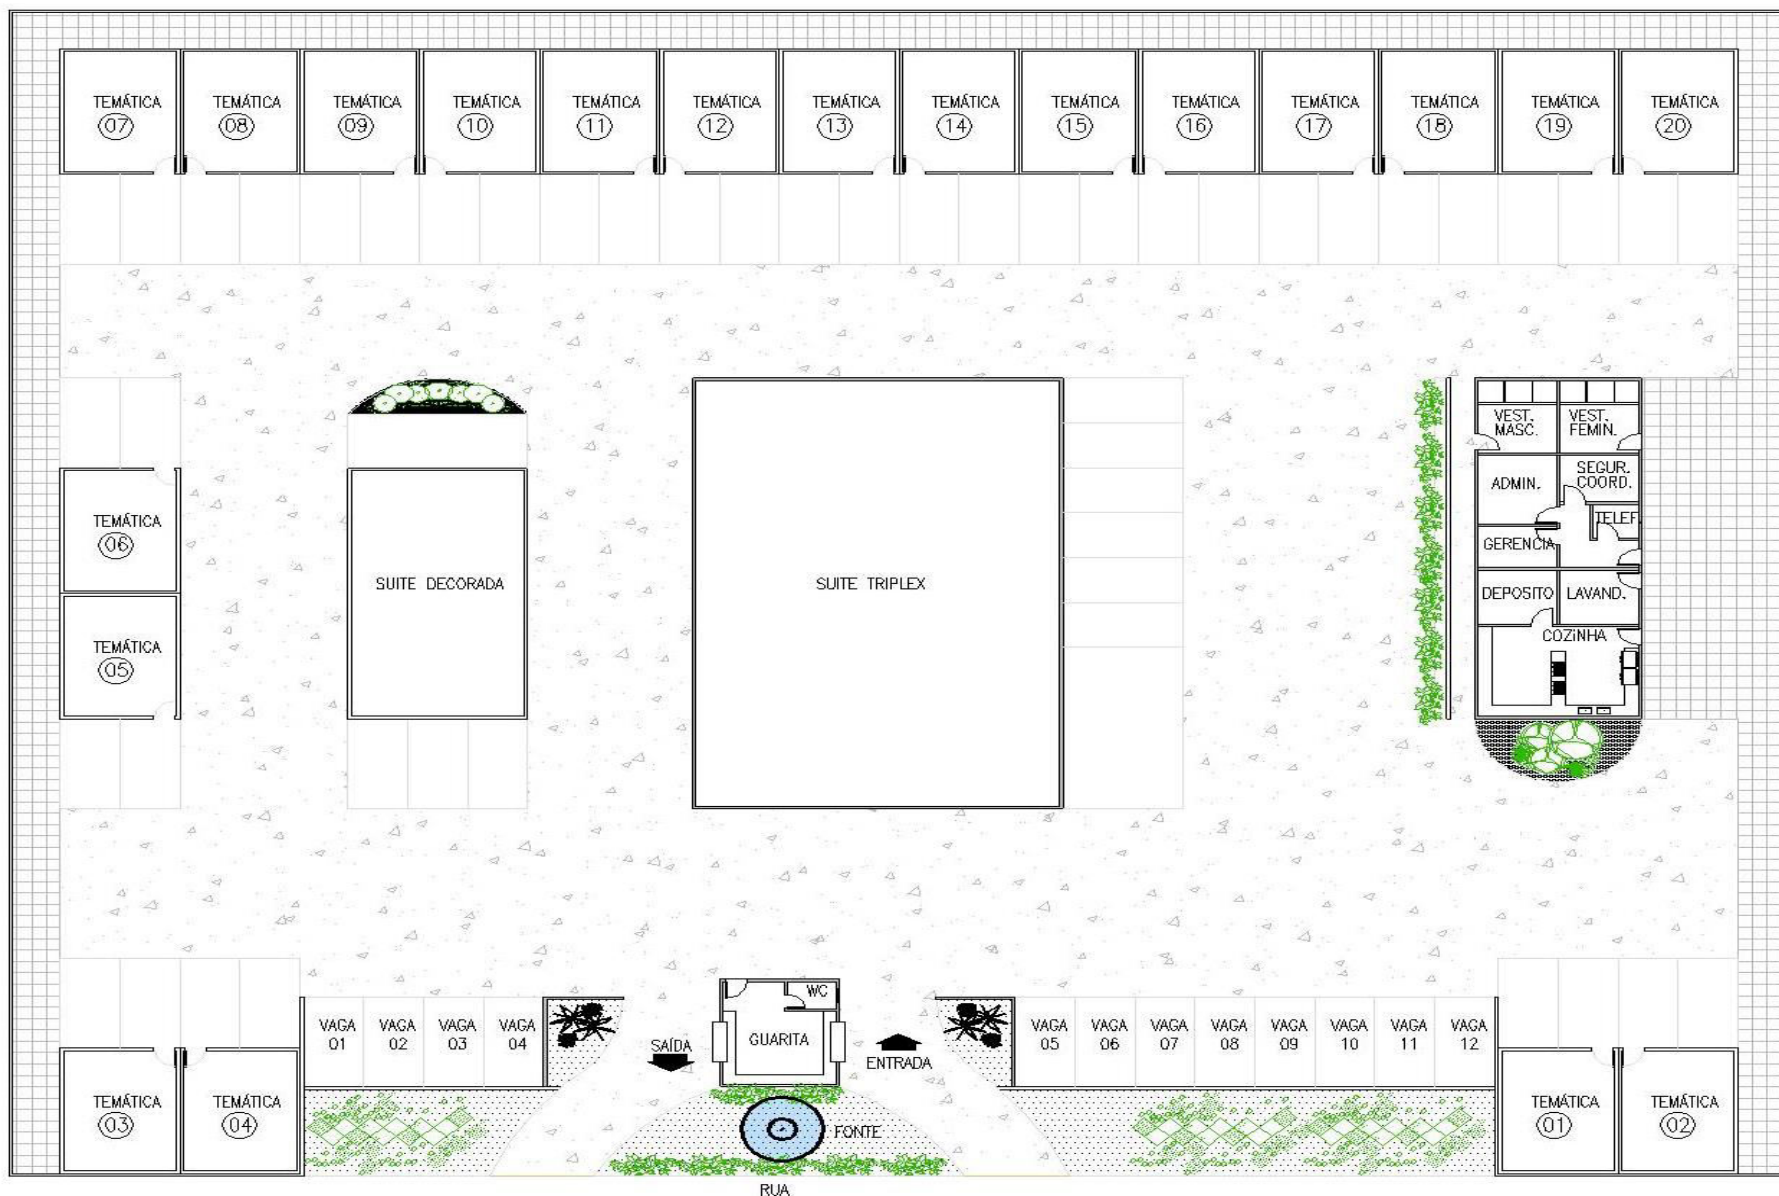 TEMÁTICA
07
TEMÁTICA
08
TEMÁTICA
09
TEMÁTICA
10
TEMÁTICA
11
TEMÁTICA
12
TEMÁTICA
13
TEMÁTICA
14
TEMÁTICA
15
TEMÁTICA
16
TEMÁTICA
17
TEMÁTICA
18
TEMÁTICA
19
TEMÁTICA
20
TEMÁTICA
06
TEMÁTICA
05
SUITE DECORADA
SUITE TRIPLEX
VEST.
MASC.
VEST.
FEMIN.
ADMIN.
SEGUR.
COORD.
TELEF.
GERENCIA
DEPOSITO
LAVAND.
COZINHA
TEMÁTICA
03
TEMÁTICA
04
VAGA
01
VAGA
02
VAGA
03
VAGA
04
SAÍDA
WC
GUARITA
ENTRADA
FONTE
VAGA
05
VAGA
06
VAGA
07
VAGA
08
VAGA
09
VAGA
10
VAGA
11
VAGA
12
TEMÁTICA
01
TEMÁTICA
02
RUA